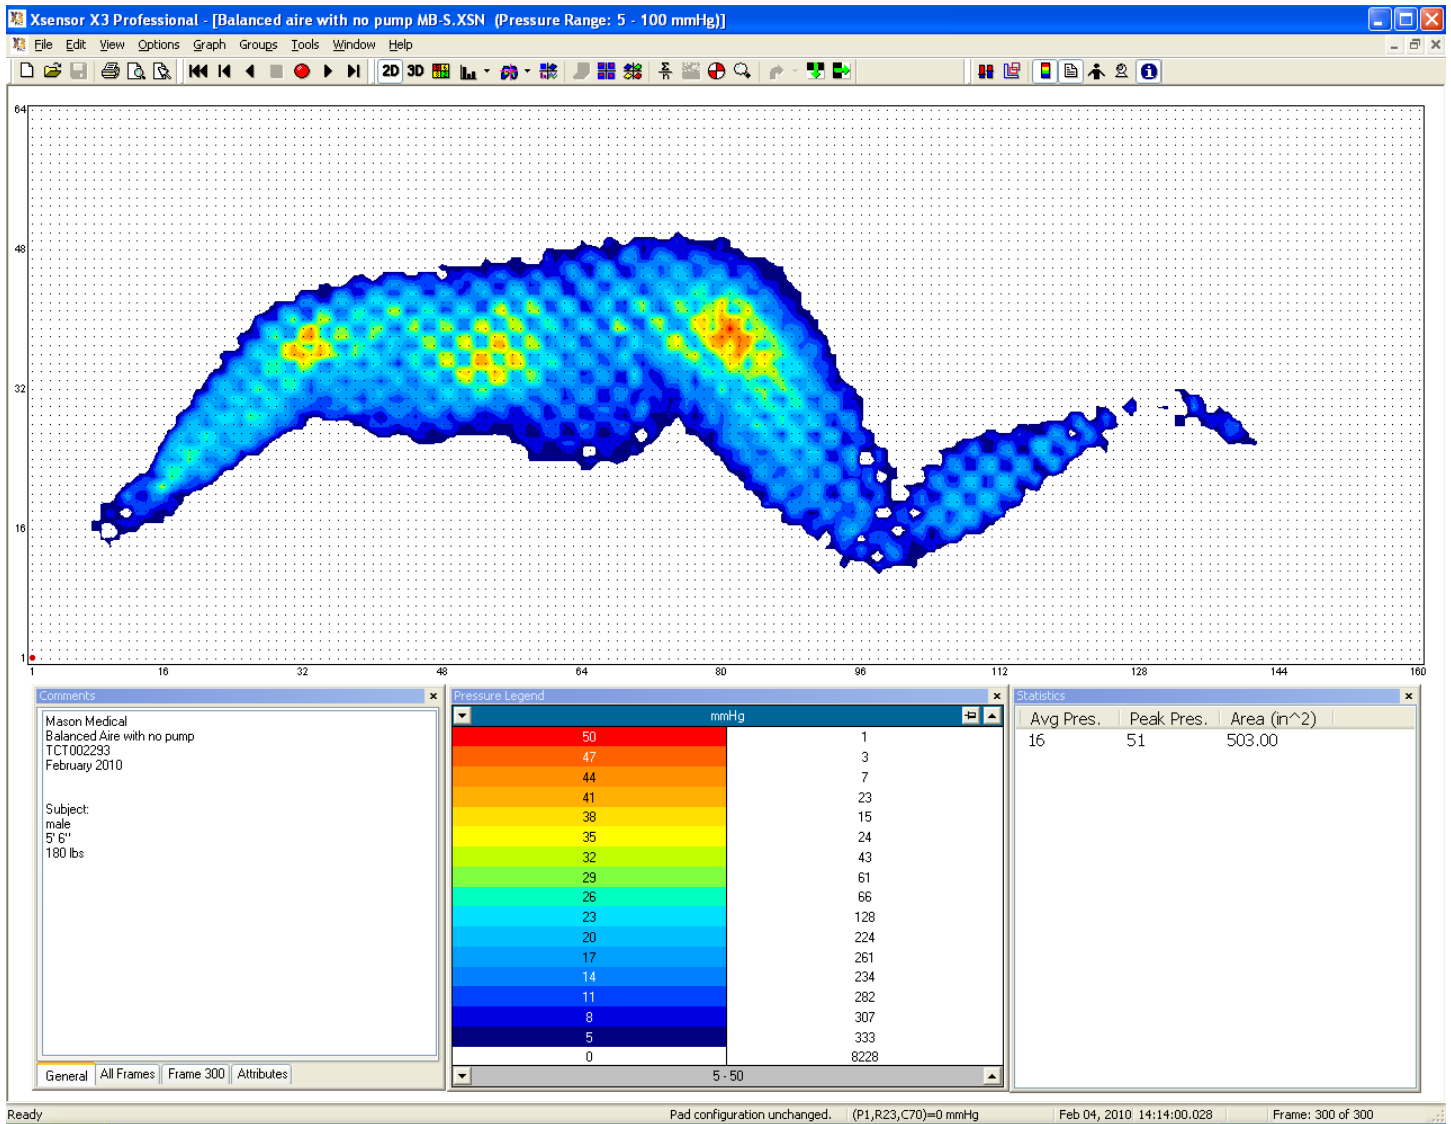 Xsensor X3 Professional - [Balanced aire with no pump MB-S.XSN (Pressure Range: 5 - 100 mmHg)]
File Edit View Options Graph Groups Tools Window Help
2D 3D
64
48
32
16
1
1 16 32 48 64 80 96 112 128 144 160
Comments
Mason Medical
Balanced Aire with no pump
TCT002293
February 2010
Subject:
male
5' 6"
180 lbs
General All Frames Frame 300 Attributes
Pressure Legend
mmHg
50 1
47 3
44 7
41 23
38 15
35 24
32 43
29 61
26 66
23 128
20 224
17 261
14 234
11 282
8 307
5 333
0 8228
5 - 50
Statistics
Avg Pres. Peak Pres. Area (in^2)
16 51 503.00
Ready Pad configuration unchanged. (P1,R23,C70)=0 mmHg Feb 04, 2010 14:14:00.028 Frame: 300 of 300